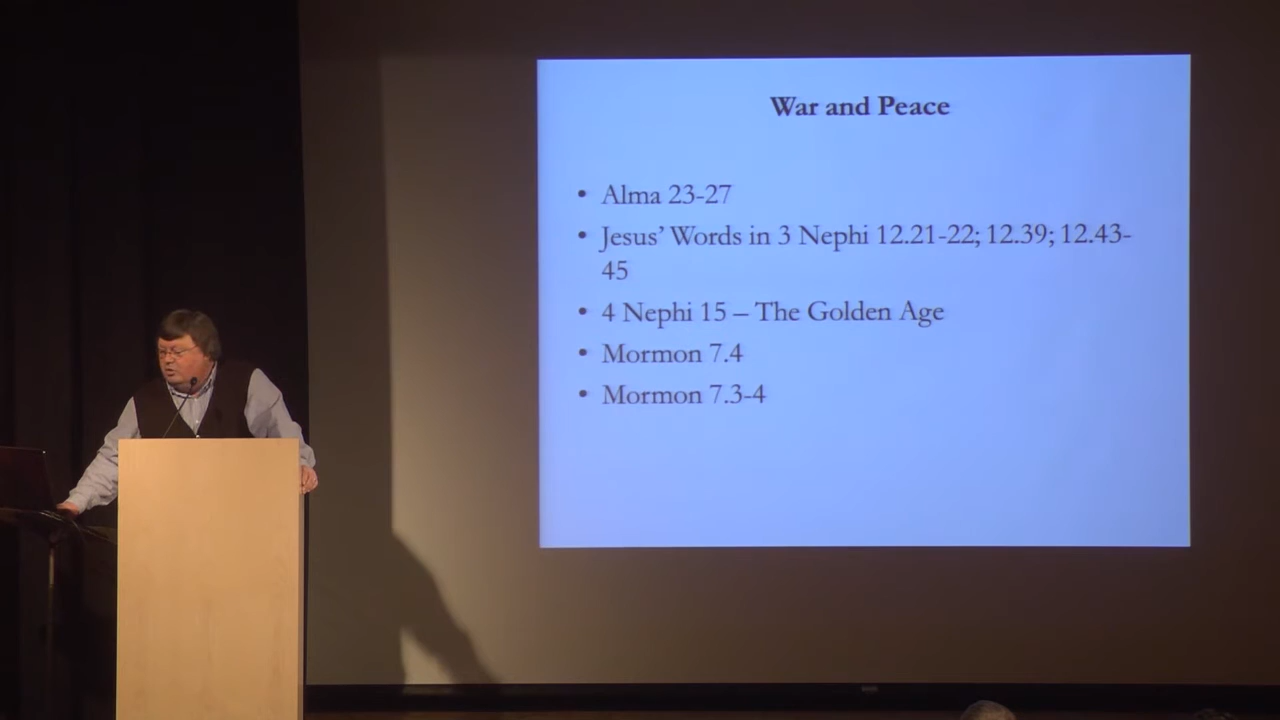 War and Peace
• Alma 23-27
• Jesus' Words in 3 Nephi 12.21-22; 12.39; 12.43-
45
• 4 Nephi 15 – The Golden Age
• Mormon 7.4
• Mormon 7.3-4